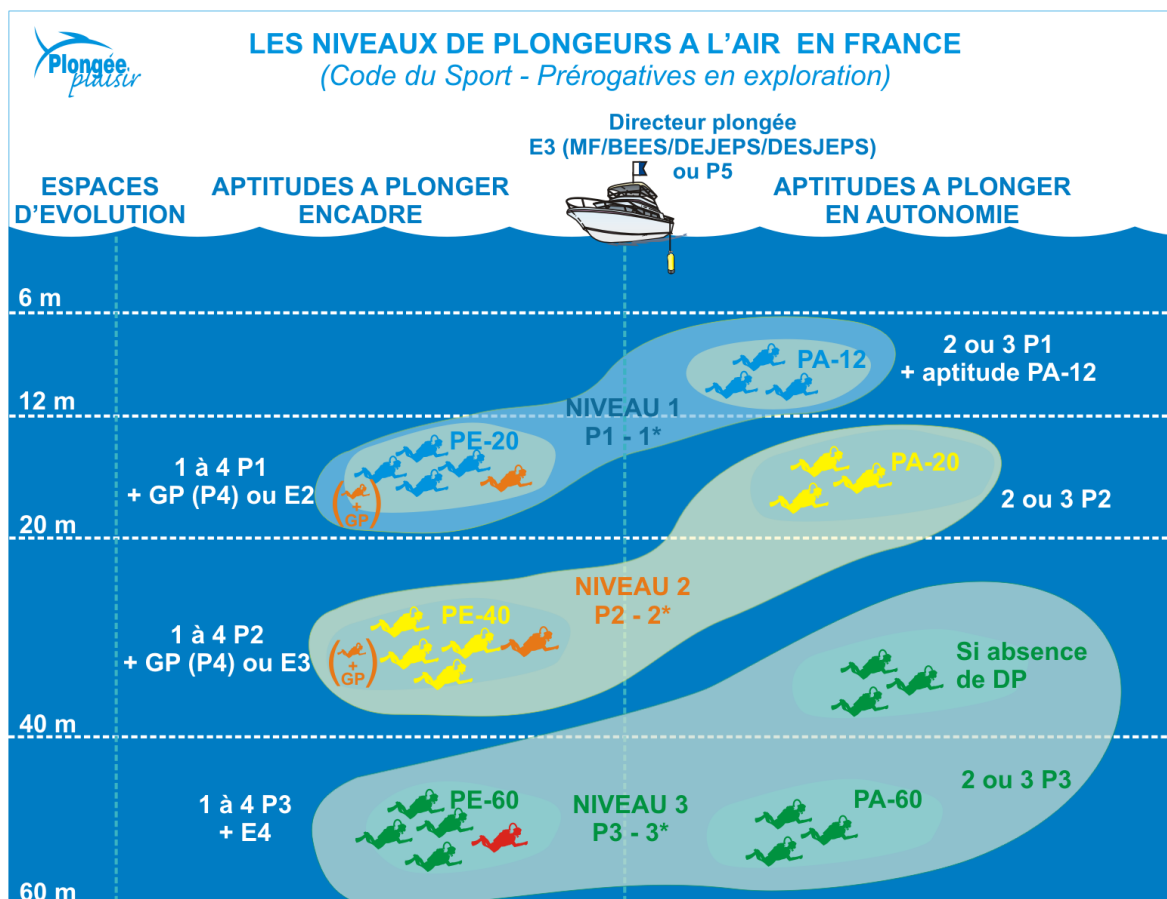 Plongée
plaisir
LES NIVEAUX DE PLONGEURS A L'AIR EN FRANCE
(Code du Sport - Prérogatives en exploration)
Directeur plongée
E3 (MF/BEES/DEJEPS/DESJEPS)
ou P5
ESPACES
D'EVOLUTION
APTITUDES A PLONGER
ENCADRE
APTITUDES A PLONGER
EN AUTONOMIE
6 m
PA-12
2 ou 3 P1
+ aptitude PA-12
12 m
NIVEAU 1
P1 - 1*
PE-20
1 à 4 P1
+ GP (P4) ou E2
(+
GP)
PA-20
2 ou 3 P2
20 m
NIVEAU 2
P2 - 2*
PE-40
1 à 4 P2
+ GP (P4) ou E3
(+
GP)
Si absence
de DP
40 m
2 ou 3 P3
PE-60
NIVEAU 3
P3 - 3*
PA-60
1 à 4 P3
+ E4
60 m